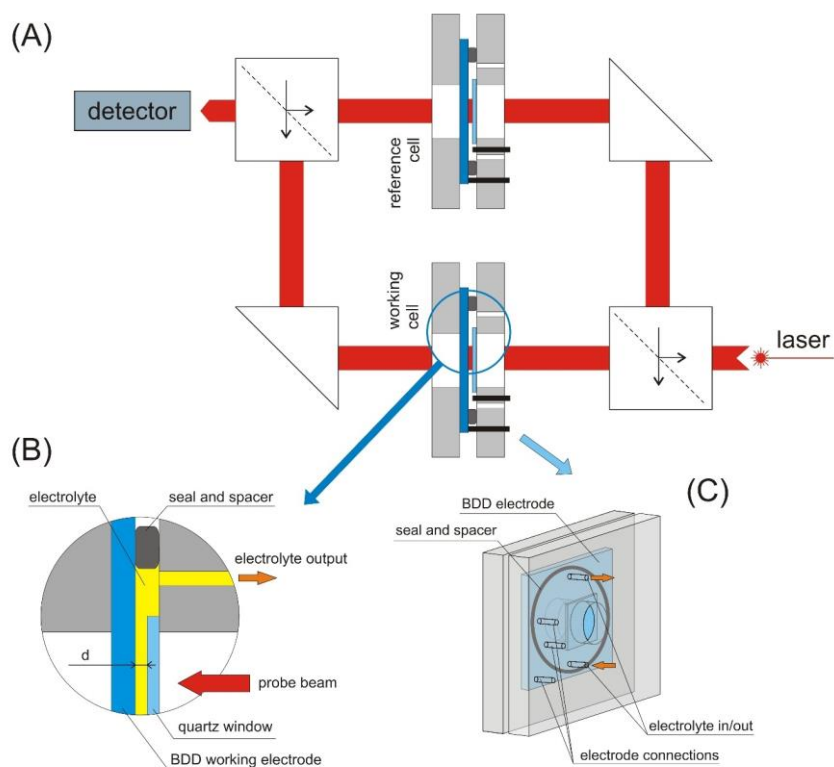 (A)
detector
reference
cell
working
cell
laser
(B)
electrolyte
seal and spacer
electrolyte output
d
probe beam
quartz window
BDD working electrode
(C)
BDD electrode
seal and spacer
electrolyte in/out
electrode connections